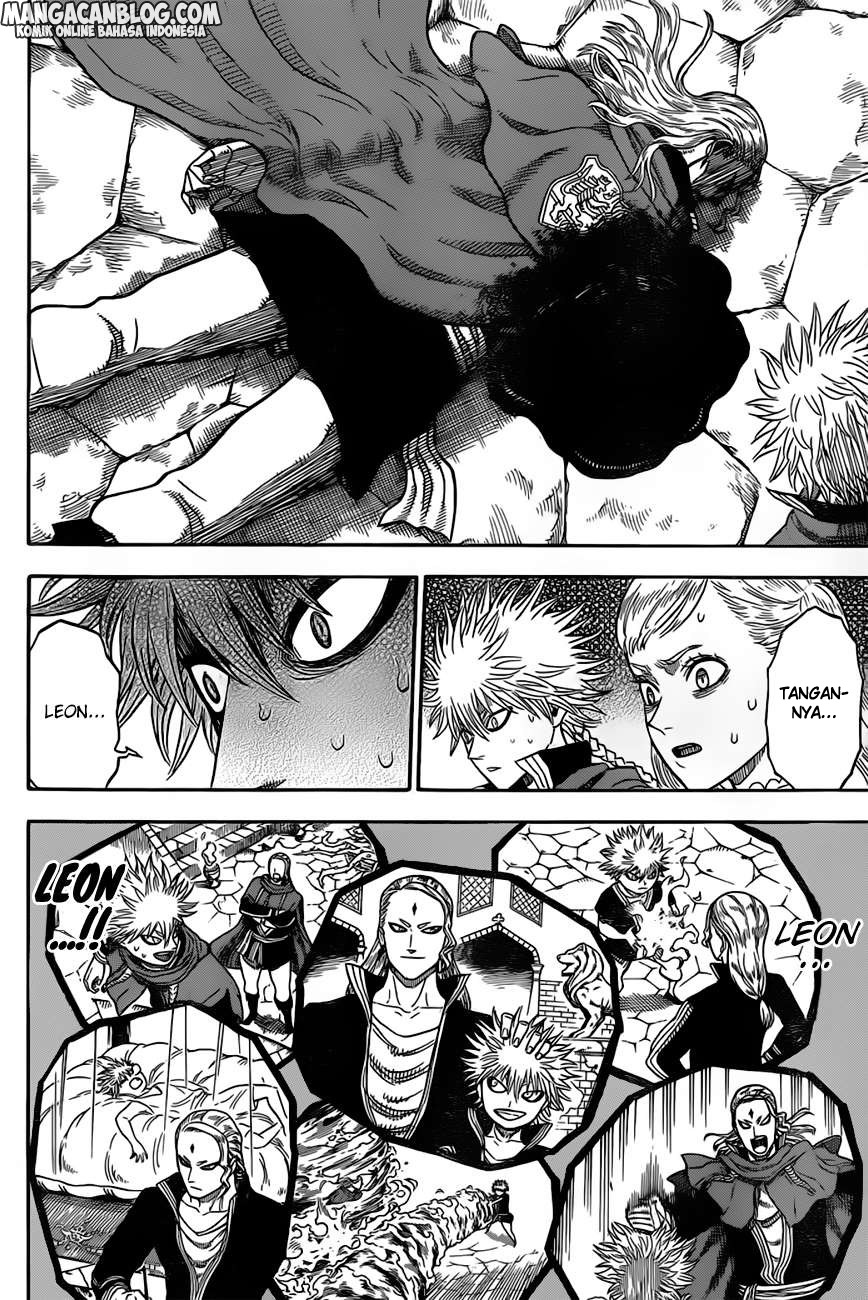 MANGACANBLOG.COM
KOMIK ONLINE BAHASA INDONESIA
LEON...
TANGAN-
NYA...
LEON
....!!
LEON
...